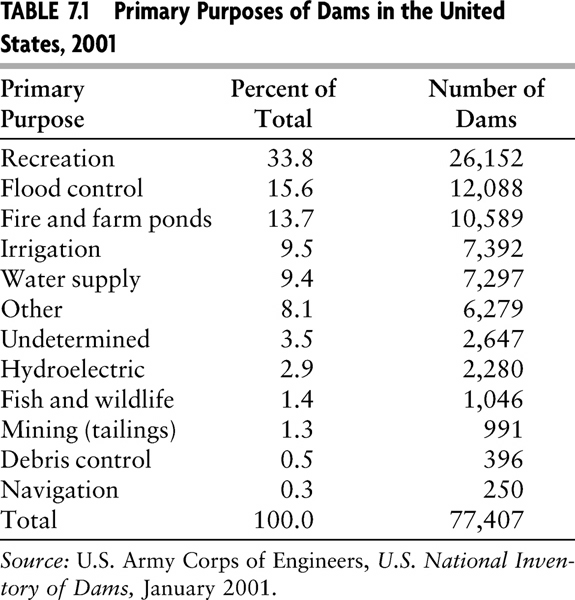 TABLE 7.1 Primary Purposes of Dams in the United
States, 2001
Primary Percent of Number of
Purpose Total Dams
Recreation 33.8 26,152
Flood control 15.6 12,088
Fire and farm ponds 13.7 10,589
Irrigation 9.5 7,392
Water supply 9.4 7,297
Other 8.1 6,279
Undetermined 3.5 2,647
Hydroelectric 2.9 2,280
Fish and wildlife 1.4 1,046
Mining (tailings) 1.3 991
Debris control 0.5 396
Navigation 0.3 250
Total 100.0 77,407
Source: U.S. Army Corps of Engineers, U.S. National Inven-
tory of Dams, January 2001.